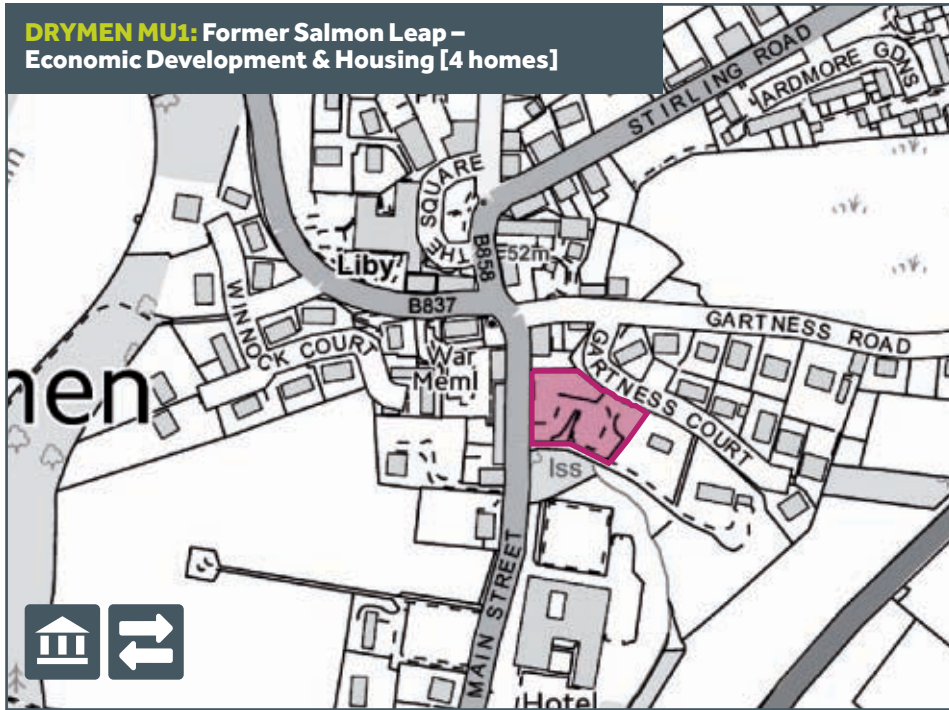 DRYMEN MU1: Former Salmon Leap –
Economic Development & Housing [4 homes]
STIRLING ROAD
ARDMORE GDNS
THE SQUARE
B858
52m
Liby
B837
WINNOCK COURT
War
Meml
GARTNESS ROAD
GARTNESS COURT
men
Iss
MAIN STREET
Hotel